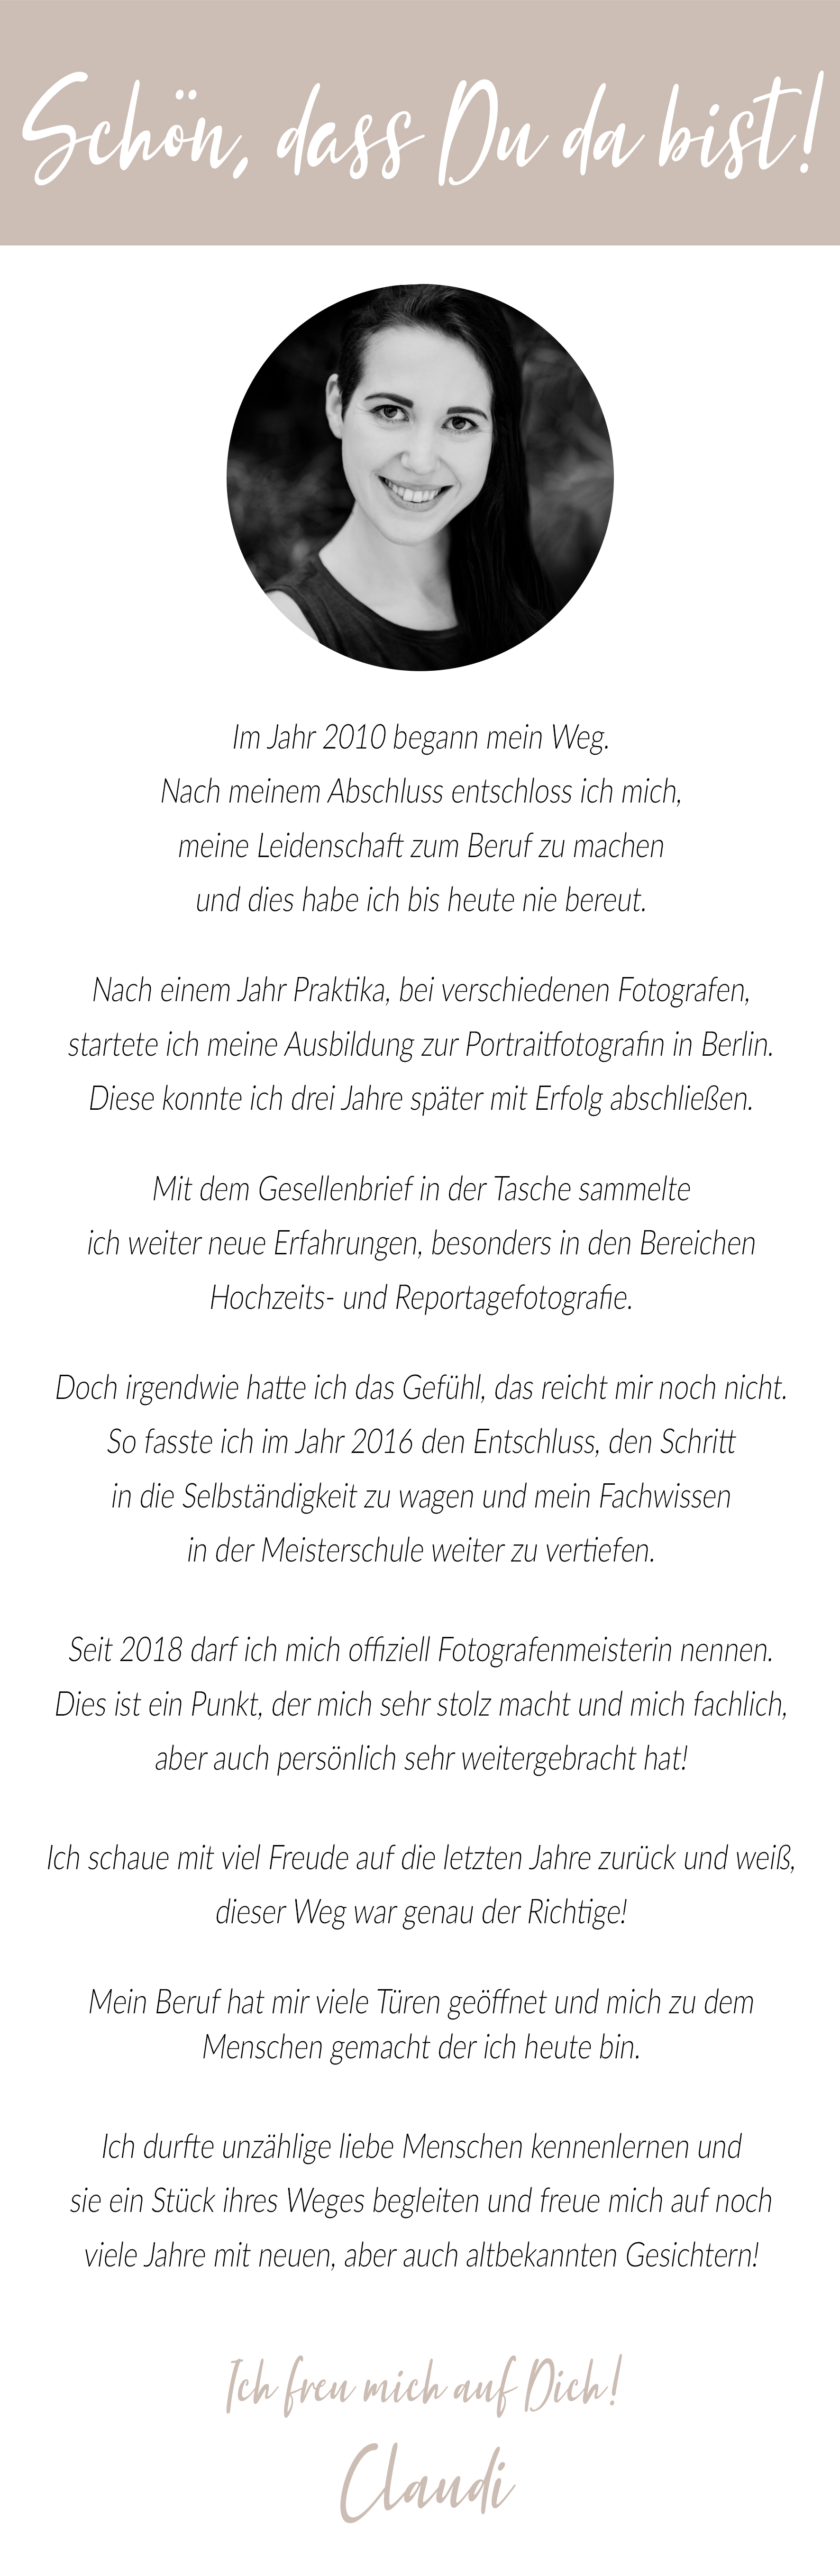 Schön, dass Du da bist!
Im Jahr 2010 begann mein Weg.
Nach meinem Abschluss entschloss ich mich,
meine Leidenschaft zum Beruf zu machen
und dies habe ich bis heute nie bereut.
Nach einem Jahr Praktika, bei verschiedenen Fotografen,
startete ich meine Ausbildung zur Portraitfotografin in Berlin.
Diese konnte ich drei Jahre später mit Erfolg abschließen.
Mit dem Gesellenbrief in der Tasche sammelte
ich weiter neue Erfahrungen, besonders in den Bereichen
Hochzeits- und Reportagefotografie.
Doch irgendwie hatte ich das Gefühl, das reicht mir noch nicht.
So fasste ich im Jahr 2016 den Entschluss, den Schritt
in die Selbständigkeit zu wagen und mein Fachwissen
in der Meisterschule weiter zu vertiefen.
Seit 2018 darf ich mich offiziell Fotografenmeisterin nennen.
Dies ist ein Punkt, der mich sehr stolz macht und mich fachlich,
aber auch persönlich sehr weitergebracht hat!
Ich schaue mit viel Freude auf die letzten Jahre zurück und weiß,
dieser Weg war genau der Richtige!
Mein Beruf hat mir viele Türen geöffnet und mich zu dem
Menschen gemacht der ich heute bin.
Ich durfte unzählige liebe Menschen kennenlernen und
sie ein Stück ihres Weges begleiten und freue mich auf noch
viele Jahre mit neuen, aber auch altbekannten Gesichtern!
Ich freu mich auf Dich!
Claudi